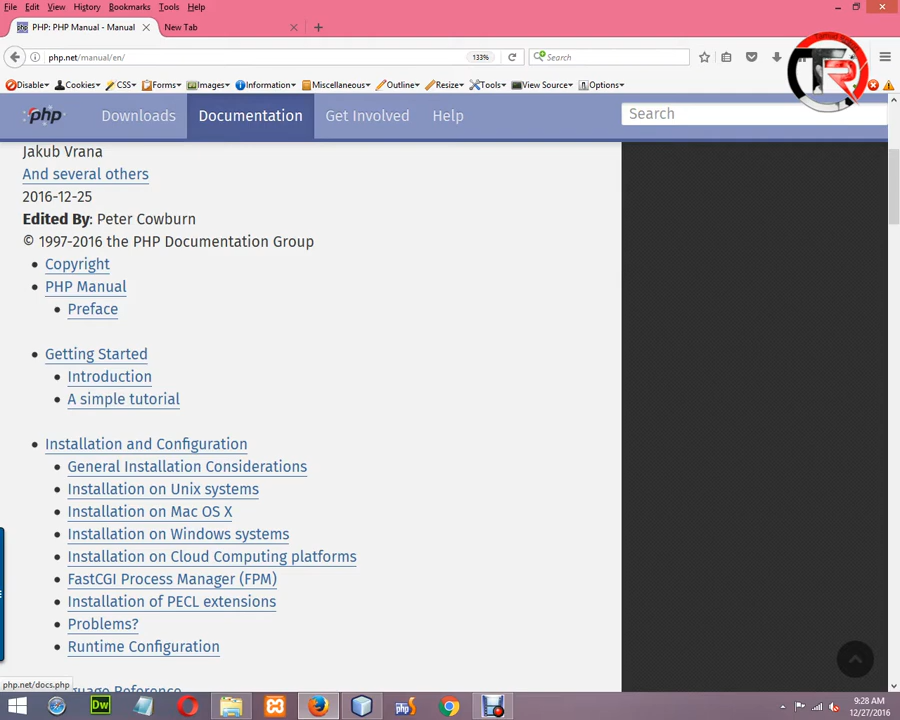 File Edit View History Bookmarks Tools Help
PHP: PHP Manual - Manual
New Tab
php.net/manual/en/
133%
Search
Disable Cookies CSS Forms Images Information Miscellaneous Outline Resize Tools View Source Options
php Downloads Documentation Get Involved Help
Search
Jakub Vrana
And several others
2016-12-25
Edited By: Peter Cowburn
© 1997-2016 the PHP Documentation Group
Copyright
PHP Manual
Preface
Getting Started
Introduction
A simple tutorial
Installation and Configuration
General Installation Considerations
Installation on Unix systems
Installation on Mac OS X
Installation on Windows systems
Installation on Cloud Computing platforms
FastCGI Process Manager (FPM)
Installation of PECL extensions
Problems?
Runtime Configuration
php.net/docs.php
Dw
php
9:28 AM
12/27/2016